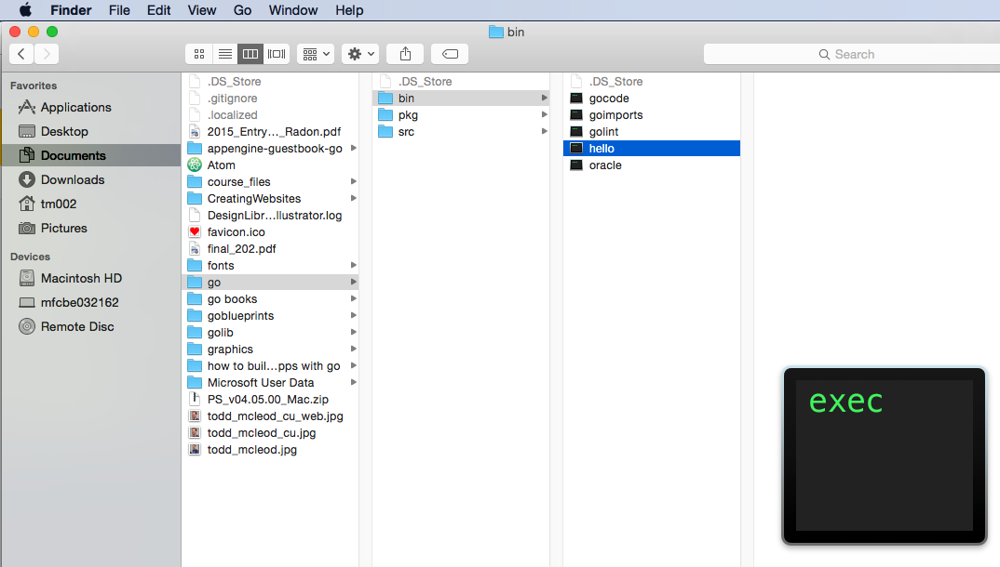 Finder File Edit View Go Window Help
bin
Search
Favorites
Applications
Desktop
Documents
Downloads
tm002
Pictures
Devices
Macintosh HD
mfcbe032162
Remote Disc
.DS_Store
.gitignore
.localized
2015_Entry…_Radon.pdf
appengine-guestbook-go
Atom
course_files
CreatingWebsites
DesignLibr…llustrator.log
favicon.ico
final_202.pdf
fonts
go
go books
goblueprints
golib
graphics
how to buil…pps with go
Microsoft User Data
PS_v04.05.00_Mac.zip
todd_mcleod_cu_web.jpg
todd_mcleod_cu.jpg
todd_mcleod.jpg
.DS_Store
bin
pkg
src
.DS_Store
gocode
goimports
golint
hello
oracle
exec